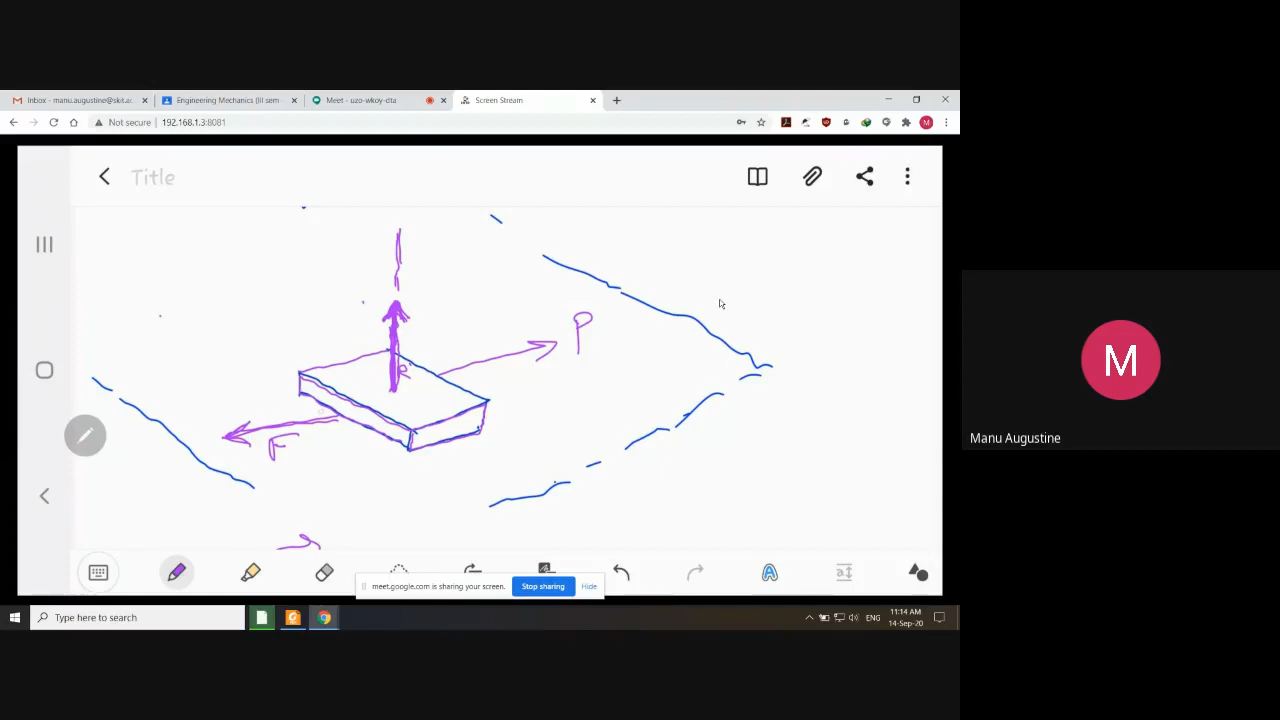 Inbox - manu.augustine@skit.ac
Engineering Mechanics (III sem -
Meet - uzo-wkoy-dta
Screen Stream
Not secure
192.168.1.3:8081
Title
P
R
F
meet.google.com is sharing your screen.
Stop sharing
Hide
Type here to search
ENG
11:14 AM
14-Sep-20
M
Manu Augustine